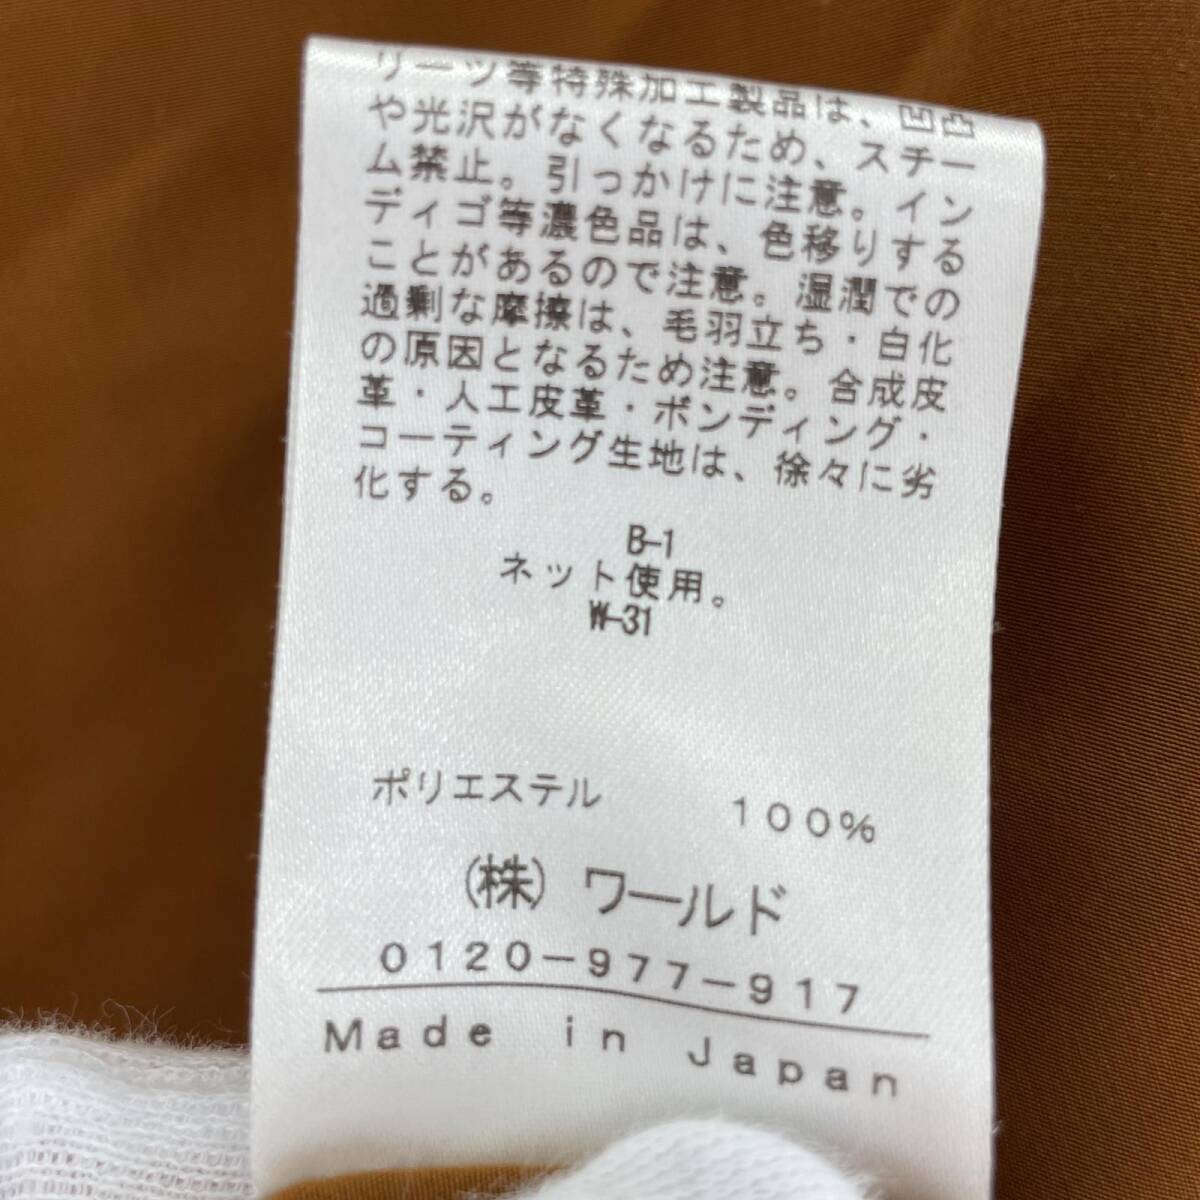 リーツ等特殊加工製品は、凹凸
や光沢がなくなるため、スチー
ム禁止。引っかけに注意。イン
ディゴ等濃色品は、色移りする
ことがあるので注意。湿潤での
過剰な摩擦は、毛羽立ち・白化
の原因となるため注意。合成皮
革・人工皮革・ボンディング・
コーティング生地は、徐々に劣
化する。
B-1
ネット使用。
W-31
ポリエステル 100%
(株) ワールド
0120-977-917
Made in Japan